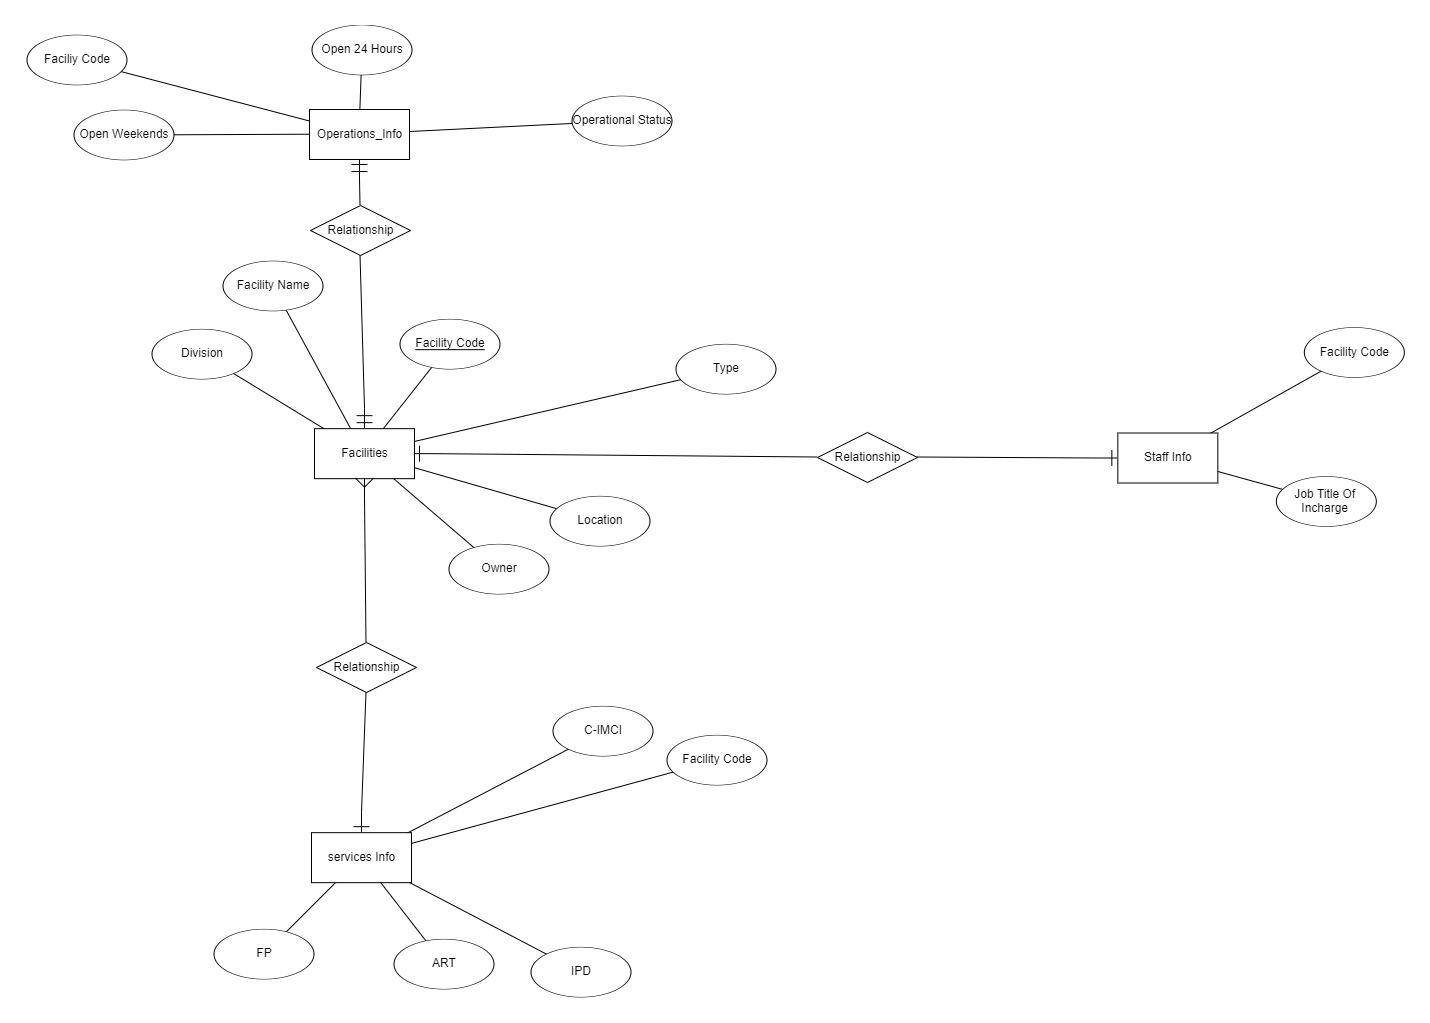 Open 24 Hours
Faciliy Code
Operational Status
Open Weekends
Operations_Info
Relationship
Facility Name
Facility Code
Division
Type
Facility Code
Facilities
Relationship
Staff Info
Location
Job Title Of
Incharge
Owner
Relationship
C-IMCI
Facility Code
services Info
FP
ART
IPD